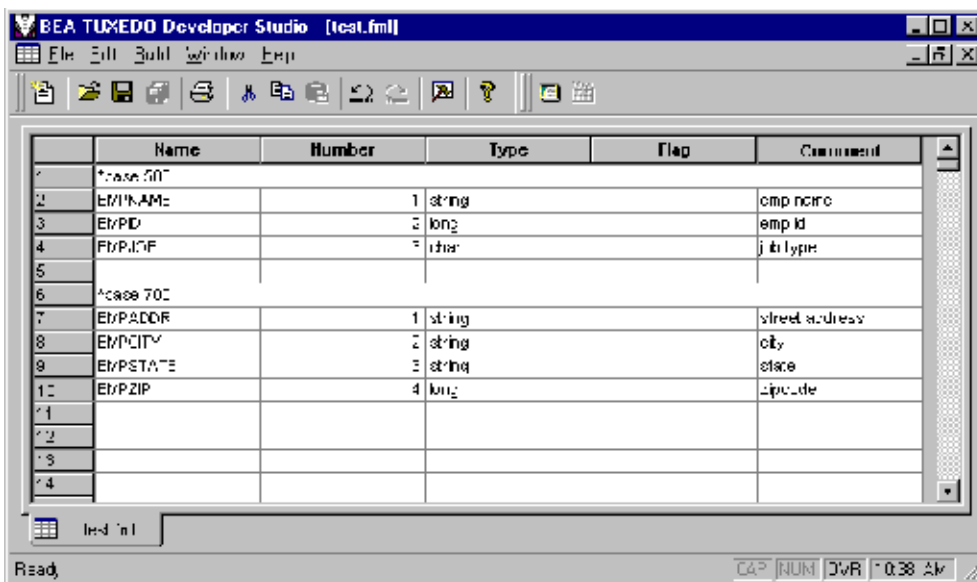 BEA TUXEDO Developer Studio [test.fml]
File Edit Build Window Help
Name Number Type Flag Comment
1 *base 500
2 EMPNAME 1 string emp name
3 EMPID 2 long emp id
4 EMPJOB 3 char job type
5
6 *base 700
7 EMPADDR 1 string street address
8 EMPCITY 2 string city
9 EMPSTATE 3 string state
10 EMPZIP 4 long zipcode
11
12
13
14
test.fml
Ready CAP NUM OVR 10:38 AM